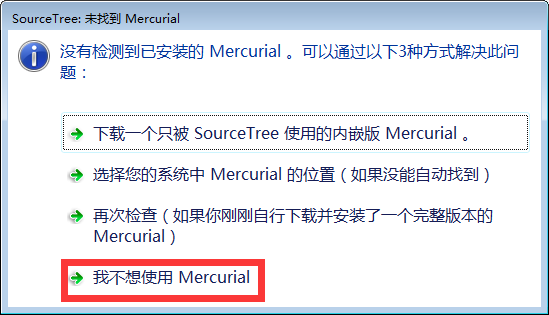 SourceTree: 未找到 Mercurial
没有检测到已安装的 Mercurial 。可以通过以下3种方式解决此问
题：
下载一个只被 SourceTree 使用的内嵌版 Mercurial 。
选择您的系统中 Mercurial 的位置（如果没能自动找到）
再次检查（如果你刚刚自行下载并安装了一个完整版本的
Mercurial）
我不想使用 Mercurial